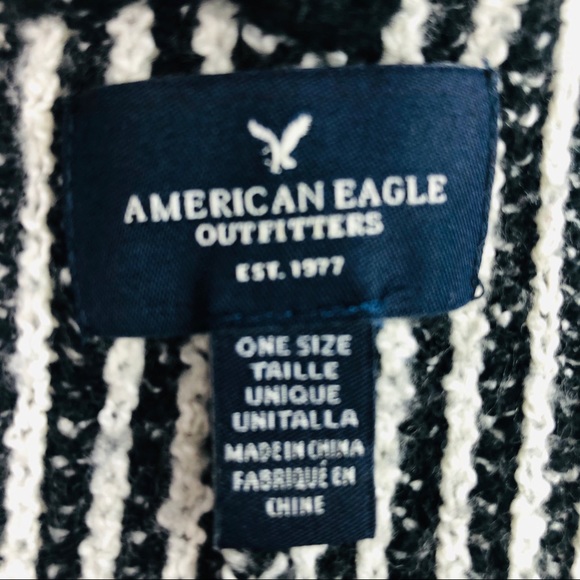 AMERICAN EAGLE
OUTFITTERS
EST. 1977
ONE SIZE
TAILLE
UNIQUE
UNITALLA
MADE IN CHINA
FABRIQUÉ EN
CHINE